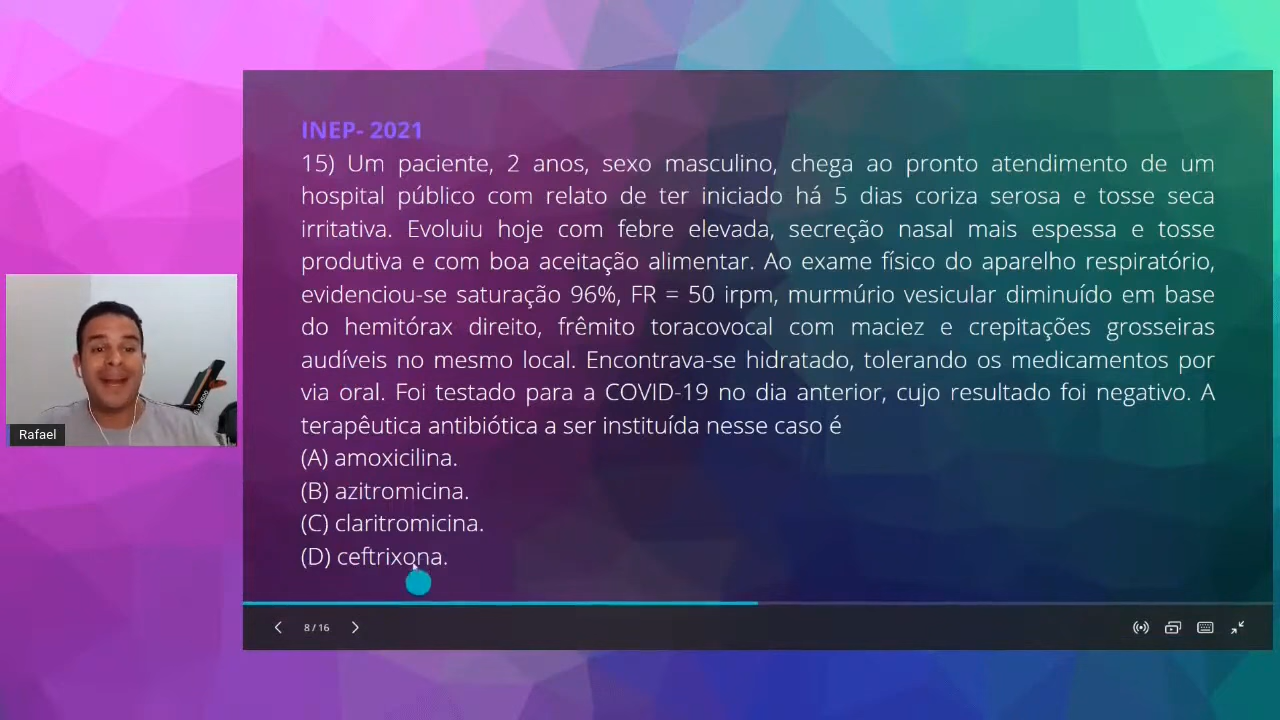 INEP- 2021
15) Um paciente, 2 anos, sexo masculino, chega ao pronto atendimento de um
hospital público com relato de ter iniciado há 5 dias coriza serosa e tosse seca
irritativa. Evoluiu hoje com febre elevada, secreção nasal mais espessa e tosse
produtiva e com boa aceitação alimentar. Ao exame físico do aparelho respiratório,
evidenciou-se saturação 96%, FR = 50 irpm, murmúrio vesicular diminuído em base
do hemitórax direito, frêmito toracovocal com maciez e crepitações grosseiras
audíveis no mesmo local. Encontrava-se hidratado, tolerando os medicamentos por
via oral. Foi testado para a COVID-19 no dia anterior, cujo resultado foi negativo. A
terapêutica antibiótica a ser instituída nesse caso é
(A) amoxicilina.
(B) azitromicina.
(C) claritromicina.
(D) ceftrixona.
Rafael
8 / 16